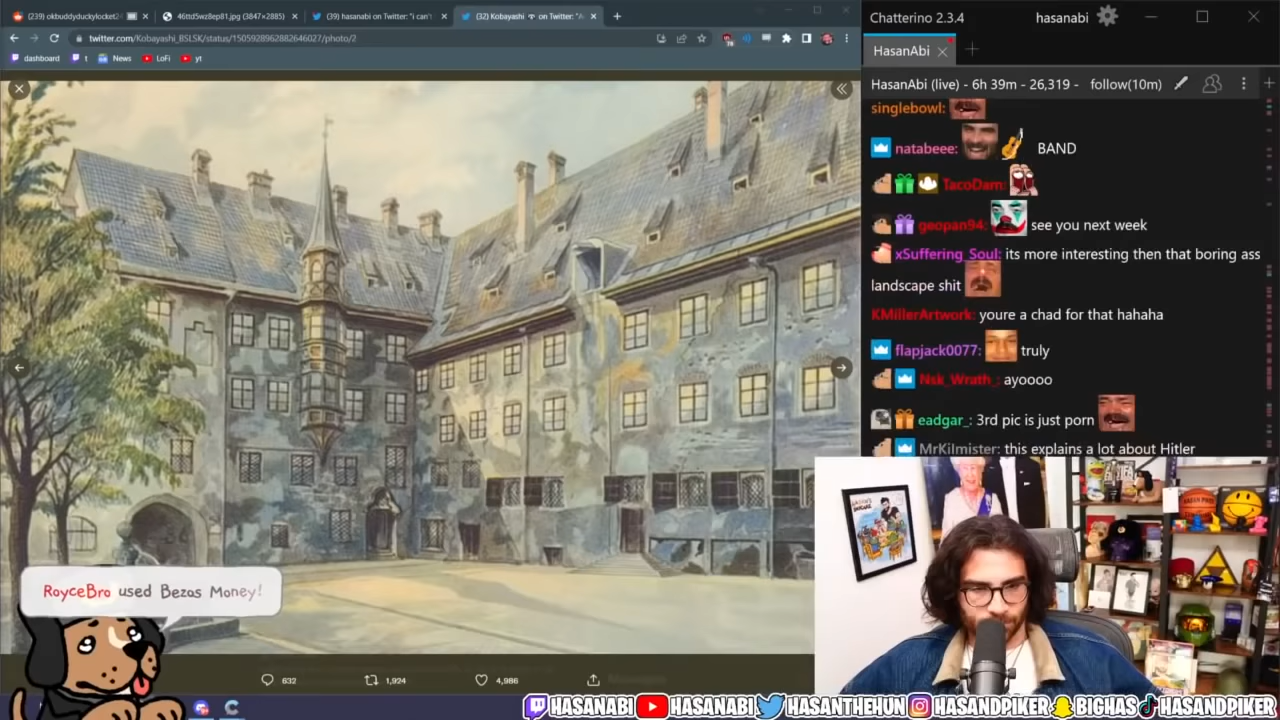 (239) okbuddyduckylocket2
46ttd5wz8ep81.jpg (3847×2885)
(39) hasanabi on Twitter: "i can't
(32) Kobayashi on Twitter: "A
twitter.com/Kobayashi_BSLSK/status/1505928962882646027/photo/2
dashboard
t
News
LoFi
yt
632
1,924
4,986
RoyceBro used Bezos Money!
Chatterino 2.3.4
hasanabi
HasanAbi
HasanAbi (live) - 6h 39m - 26,319 - follow(10m)
singlebowl:
natabeee: BAND
TacoDam:
geopan94: see you next week
xSuffering_Soul: its more interesting then that boring ass
landscape shit
KMillerArtwork: youre a chad for that hahaha
flapjack0077: truly
Nsk_Wrath_: ayoooo
eadgar_: 3rd pic is just porn
MrKilmister: this explains a lot about Hitler
HASANABI HASANABI HASANTHEHUN HASANDPIKER BIGHAS HASANDPIKER